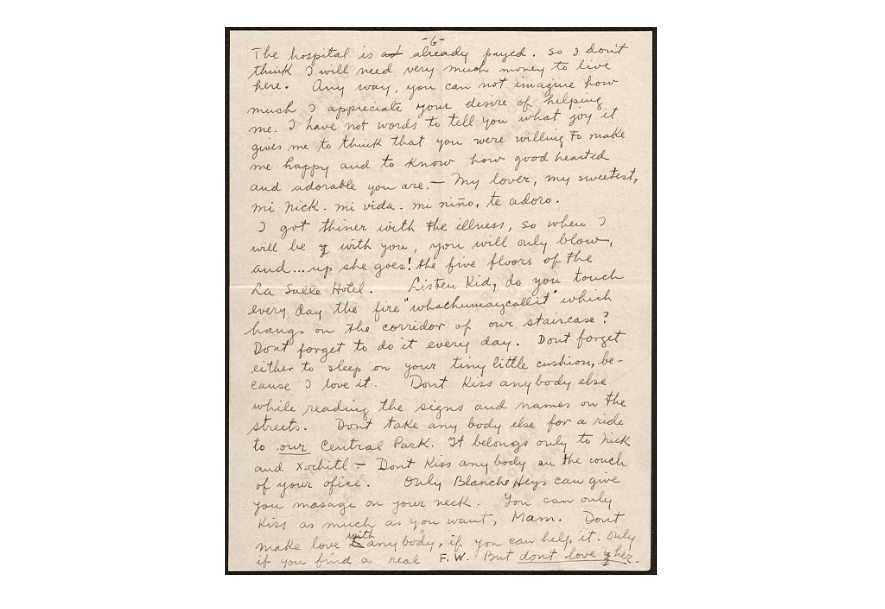 -6-
The hospital is already payed. so I don't
think I will need very much money to live
here. Any way, you can not imagine how
much I appreciate your desire of helping
me. I have not words to tell you what joy it
gives me to think that you were willing to make
me happy and to know how good hearted
and adorable you are. — My lover, my sweetest,
mi Nick - mi vida - mi niño, te adoro.
I got thiner with the illness, so when I
will be with you, you will only blow,
and... up she goes! the five floors of the
La Salle Hotel. Listen Kid, do you touch
every day the fire "whachumaycallit" which
hangs on the corridor of our staircase?
Dont forget to do it every day. Dont forget
either to sleep on your tiny little cushion, be-
cause I love it. Dont Kiss anybody else
while reading the signs and names on the
streets. Dont take any body else for a ride
to our Central Park. It belongs only to Nick
and Xochitl — Dont Kiss anybody on the couch
of your ofice. Only Blanche Heys can give
you masage on your neck. You can only
Kiss as much as you want, Mam. Dont
make love with anybody, if you can help it. Only
if you find a real F.W. But dont love her.